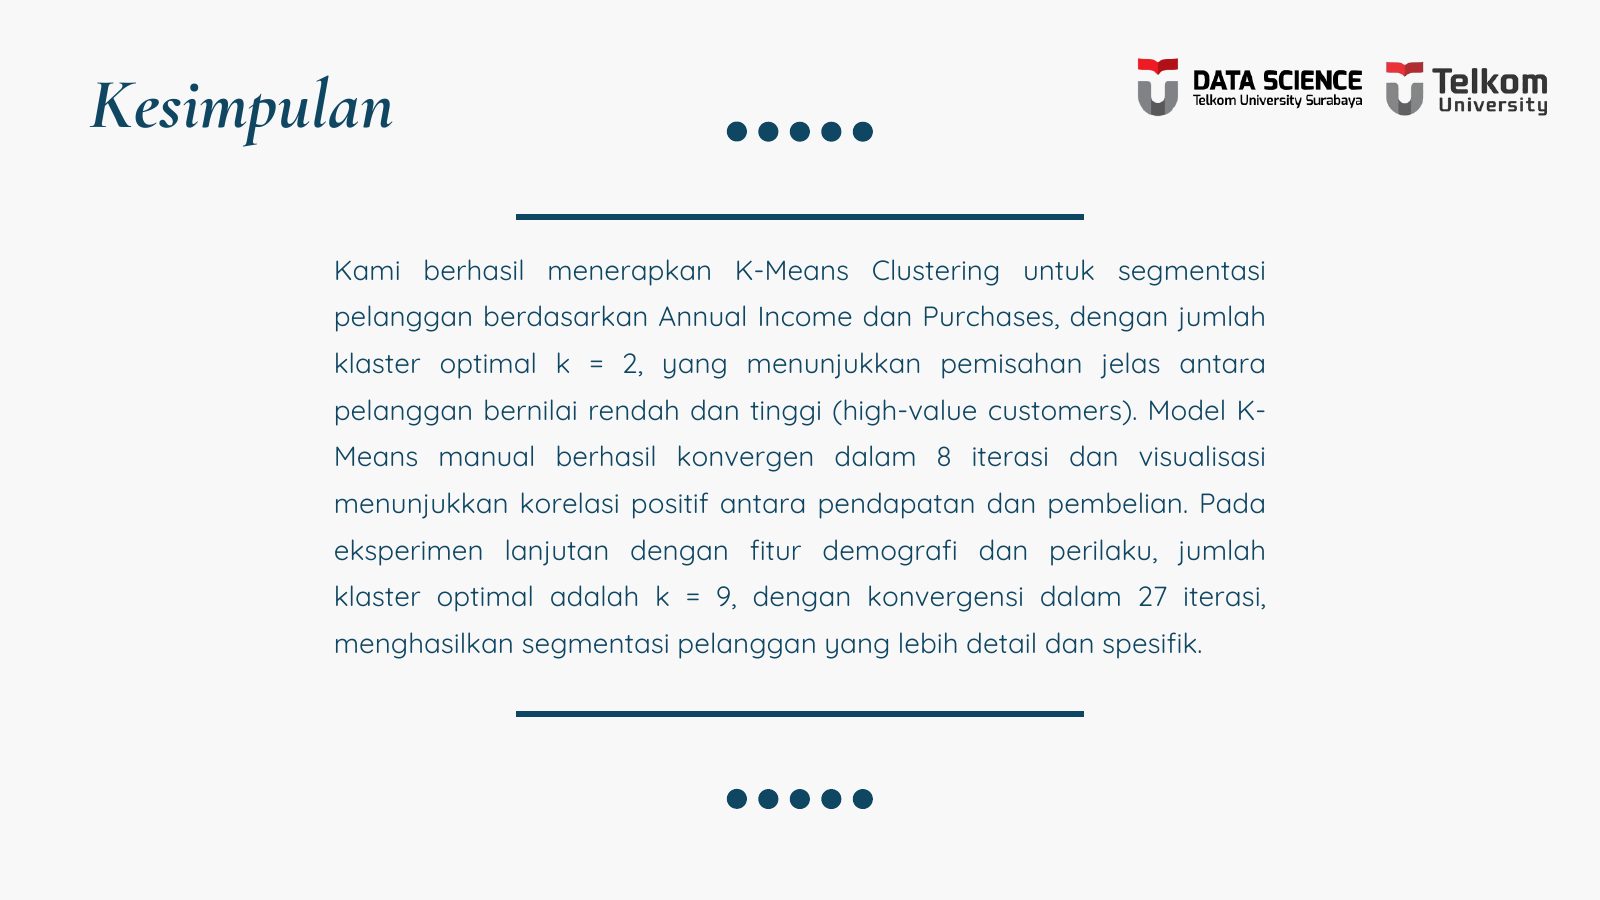 Kesimpulan
DATA SCIENCE
Telkom University Surabaya
Telkom
University
Kami berhasil menerapkan K-Means Clustering untuk segmentasi
pelanggan berdasarkan Annual Income dan Purchases, dengan jumlah
klaster optimal k = 2, yang menunjukkan pemisahan jelas antara
pelanggan bernilai rendah dan tinggi (high-value customers). Model K-
Means manual berhasil konvergen dalam 8 iterasi dan visualisasi
menunjukkan korelasi positif antara pendapatan dan pembelian. Pada
eksperimen lanjutan dengan fitur demografi dan perilaku, jumlah
klaster optimal adalah k = 9, dengan konvergensi dalam 27 iterasi,
menghasilkan segmentasi pelanggan yang lebih detail dan spesifik.